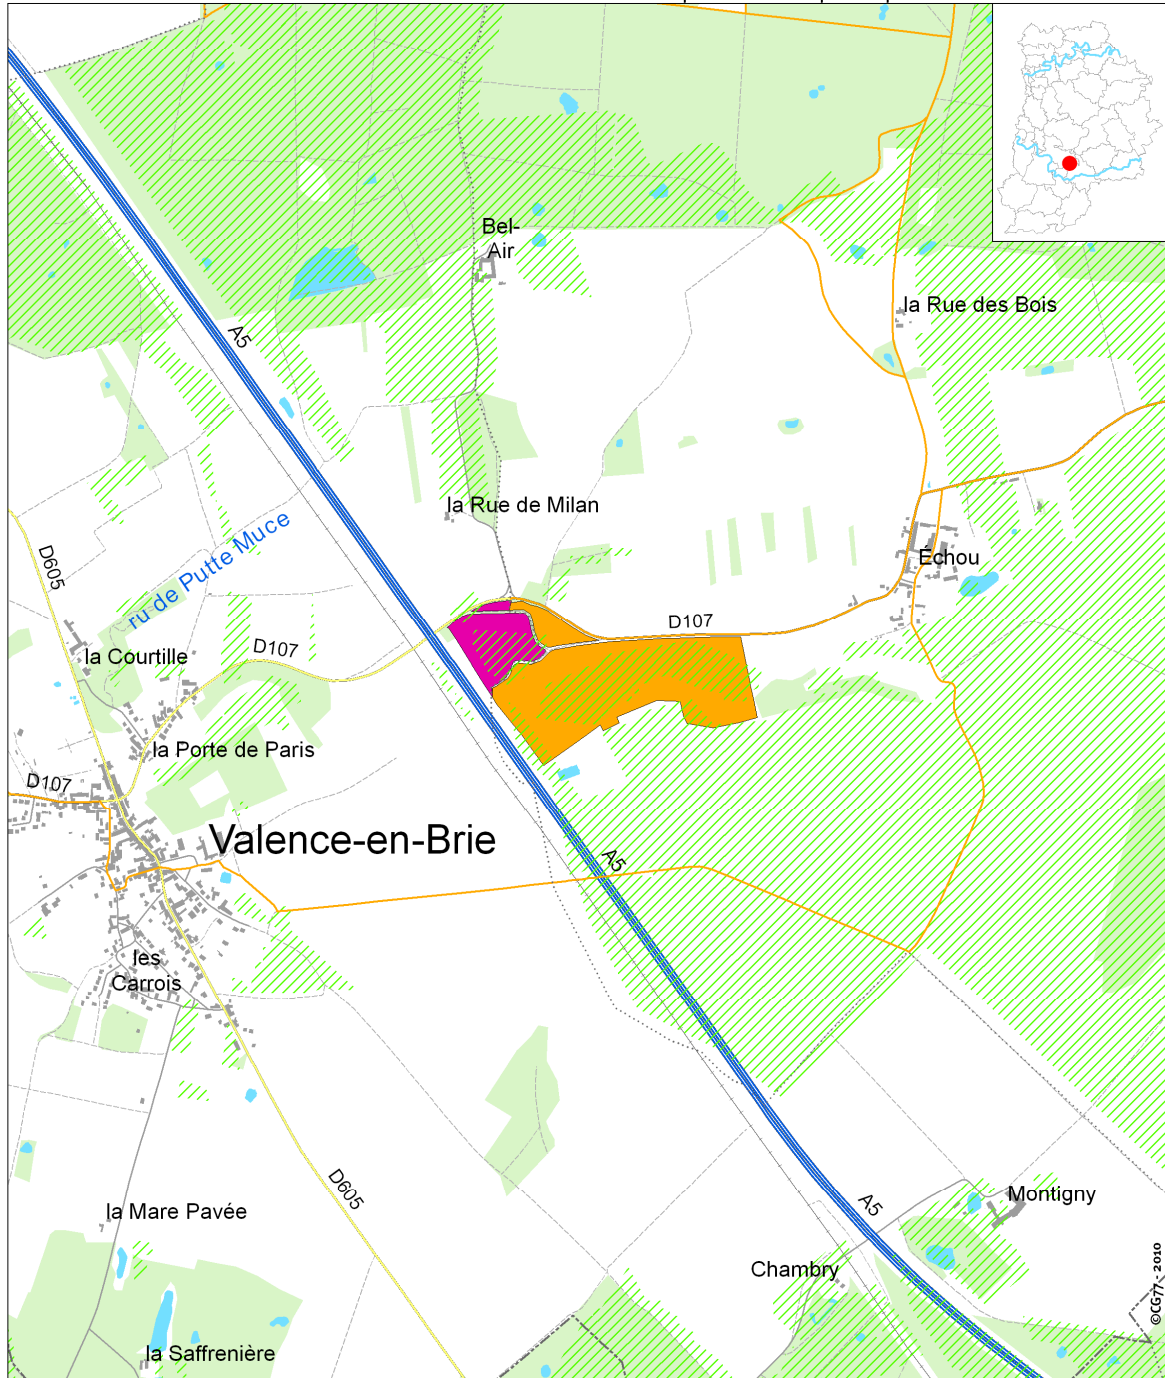 Bel-
Air
la Rue des Bois
A5
la Rue de Milan
ru de Putte Muce
D605
Échou
D107
D107
la Courtille
la Porte de Paris
D107
Valence-en-Brie
A5
les
Carrois
D605
la Mare Pavée
A5
Montigny
Chambry
la Saffrenière
©CG77 - 2010